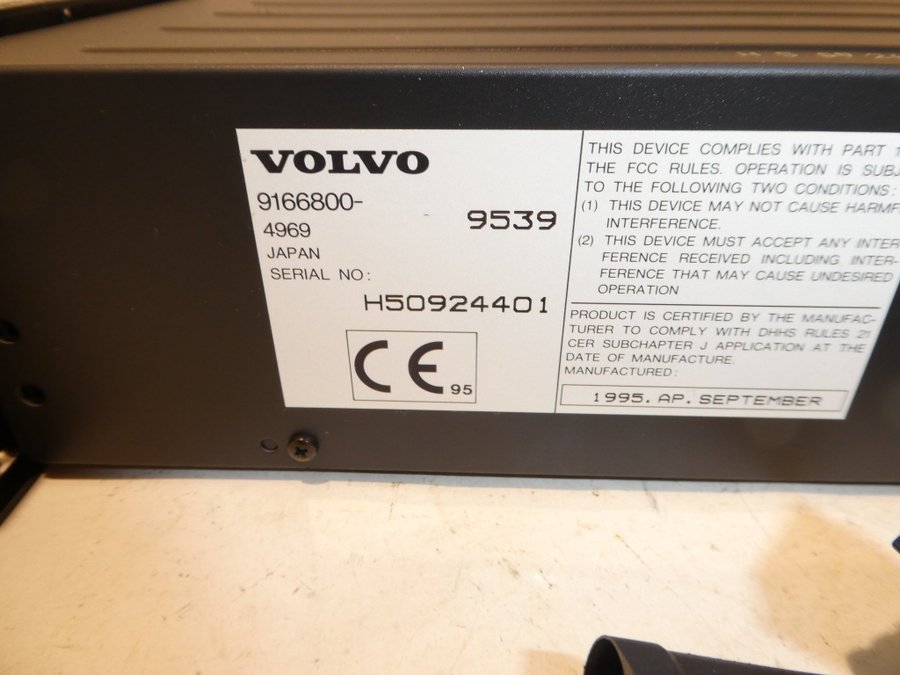 VOLVO
9166800-
4969
9539
JAPAN
SERIAL NO:
H50924401
CE 95
THIS DEVICE COMPLIES WITH PART
THE FCC RULES. OPERATION IS
TO THE FOLLOWING TWO CONDITIONS:
(1) THIS DEVICE MAY NOT CAUSE
INTERFERENCE.
(2) THIS DEVICE MUST ACCEPT ANY INTER-
FERENCE RECEIVED INCLUDING INTER-
FERENCE THAT MAY CAUSE UNDESIRED
OPERATION
PRODUCT IS CERTIFIED BY THE MANUFAC-
TURER TO COMPLY WITH DHHS RULES 21
CER SUBCHAPTER J APPLICATION AT THE
DATE OF MANUFACTURE.
MANUFACTURED:
1995. AP. SEPTEMBER